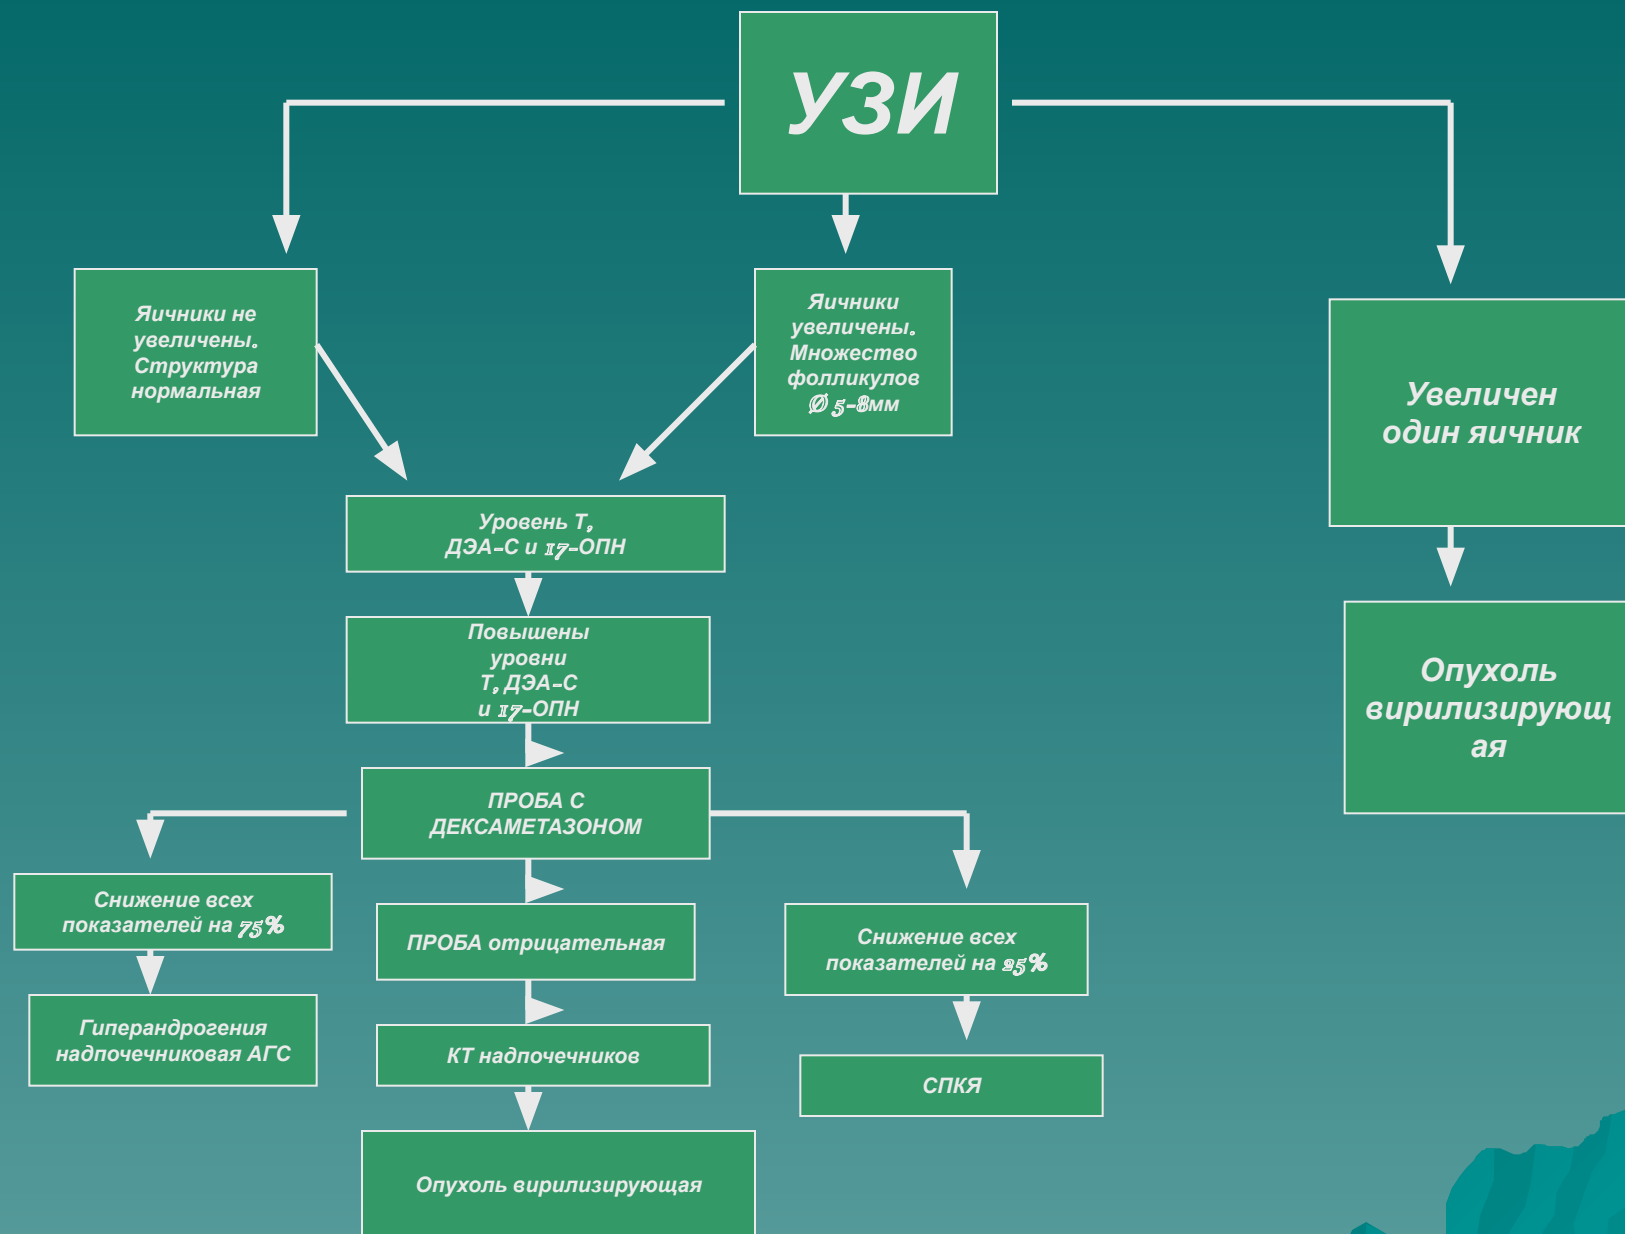 УЗИ
Яичники не
увеличены.
Структура
нормальная
Яичники
увеличены.
Множество
фолликулов
Ø 5-8мм
Увеличен
один яичник
Уровень Т,
ДЭА-С и 17-ОПН
Повышены
уровни
Т, ДЭА-С
и 17-ОПН
Опухоль
вирилизирующ
ая
ПРОБА С
ДЕКСАМЕТАЗОНОМ
Снижение всех
показателей на 75%
ПРОБА отрицательная
Снижение всех
показателей на 25%
Гиперандрогения
надпочечниковая АГС
КТ надпочечников
СПКЯ
Опухоль вирилизирующая